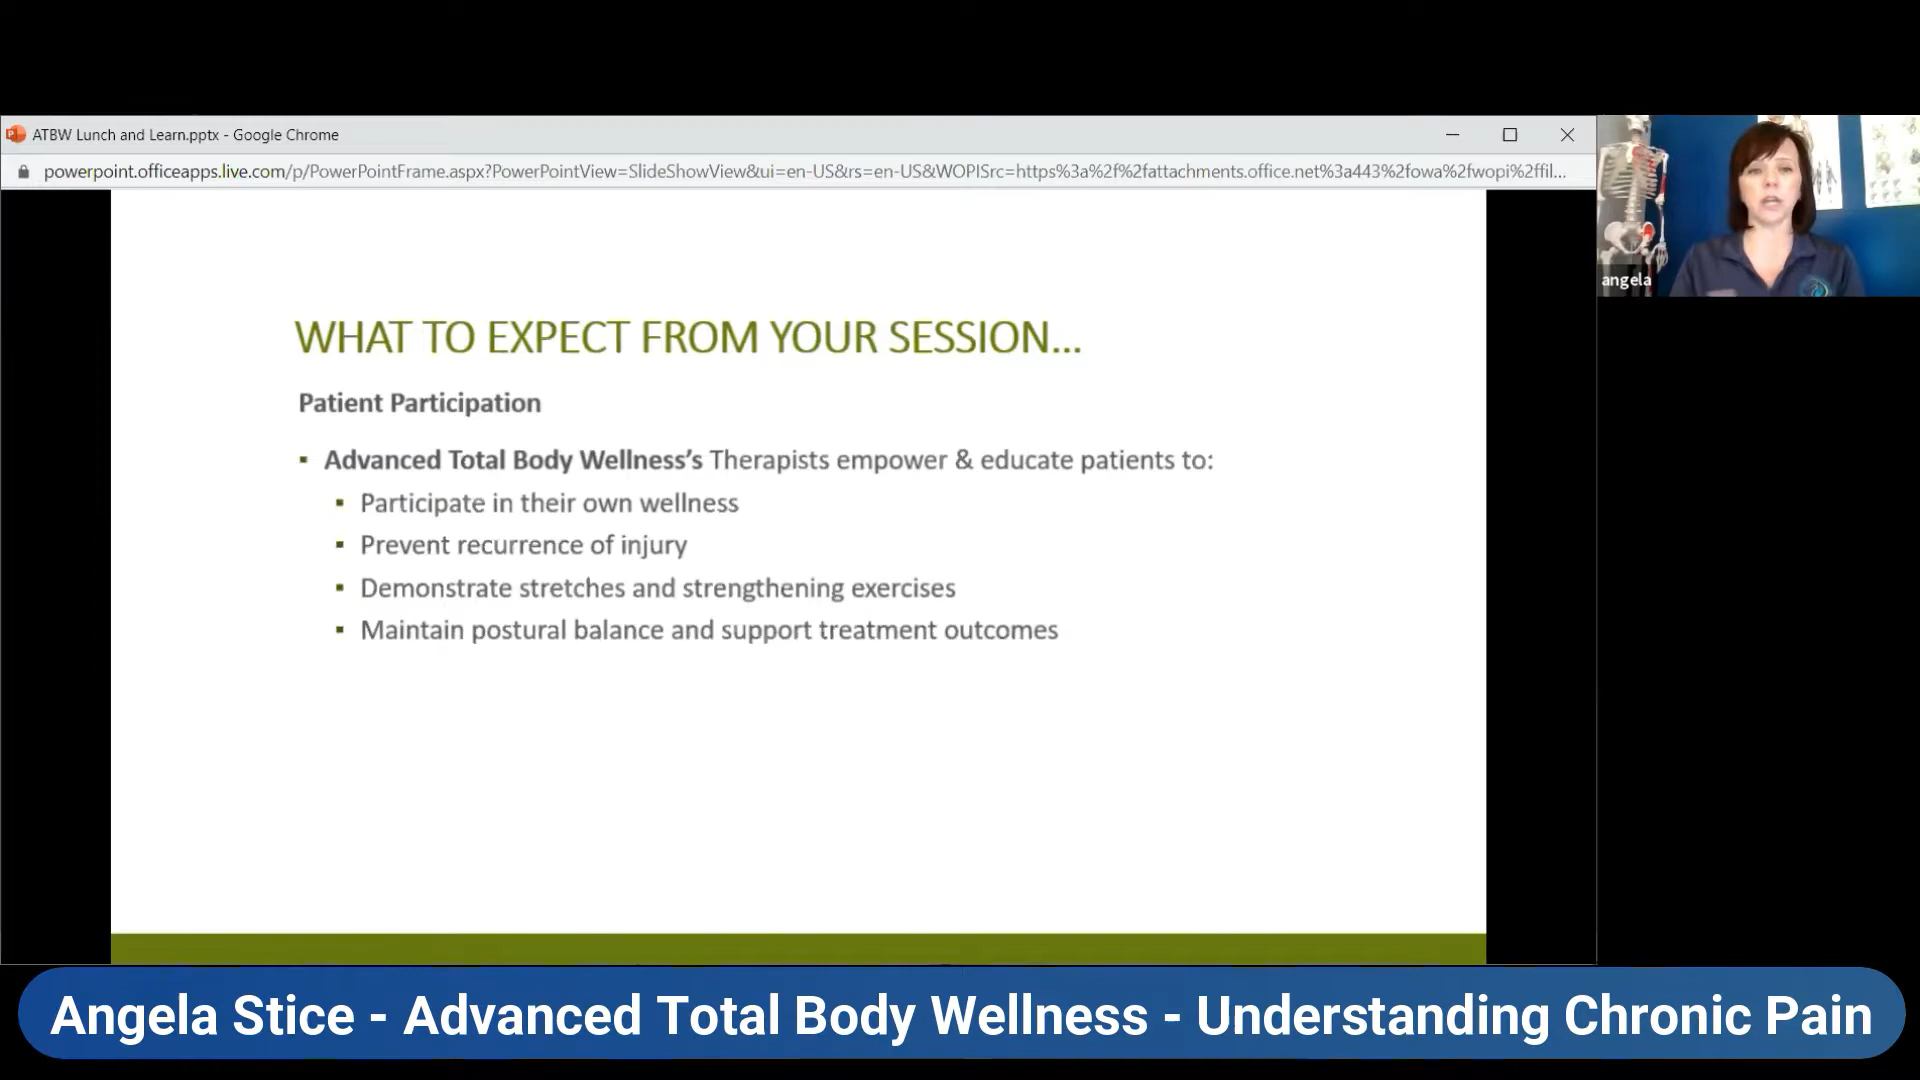 ATBW Lunch and Learn.pptx - Google Chrome
powerpoint.officeapps.live.com/p/PowerPointFrame.aspx?PowerPointView=SlideShowView&ui=en-US&rs=en-US&WOPISrc=https%3a%2f%2fattachments.office.net%3a443%2fowa%2fwopi%2ffil...
angela
WHAT TO EXPECT FROM YOUR SESSION...
Patient Participation
▪ Advanced Total Body Wellness’s Therapists empower & educate patients to:
▪ Participate in their own wellness
▪ Prevent recurrence of injury
▪ Demonstrate stretches and strengthening exercises
▪ Maintain postural balance and support treatment outcomes
Angela Stice - Advanced Total Body Wellness - Understanding Chronic Pain